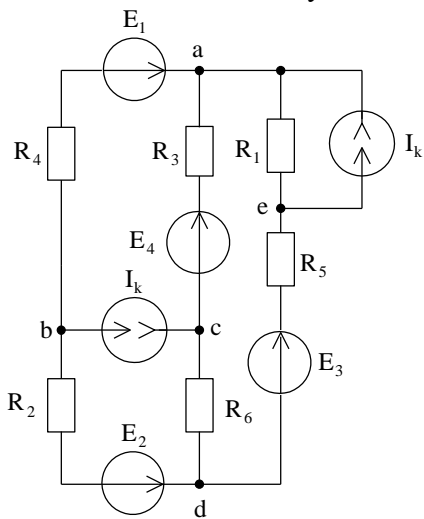 E₁
a
R₄
R₃
R₁
Iₖ
e
E₄
R₅
Iₖ
b
c
E₃
R₂
R₆
E₂
d